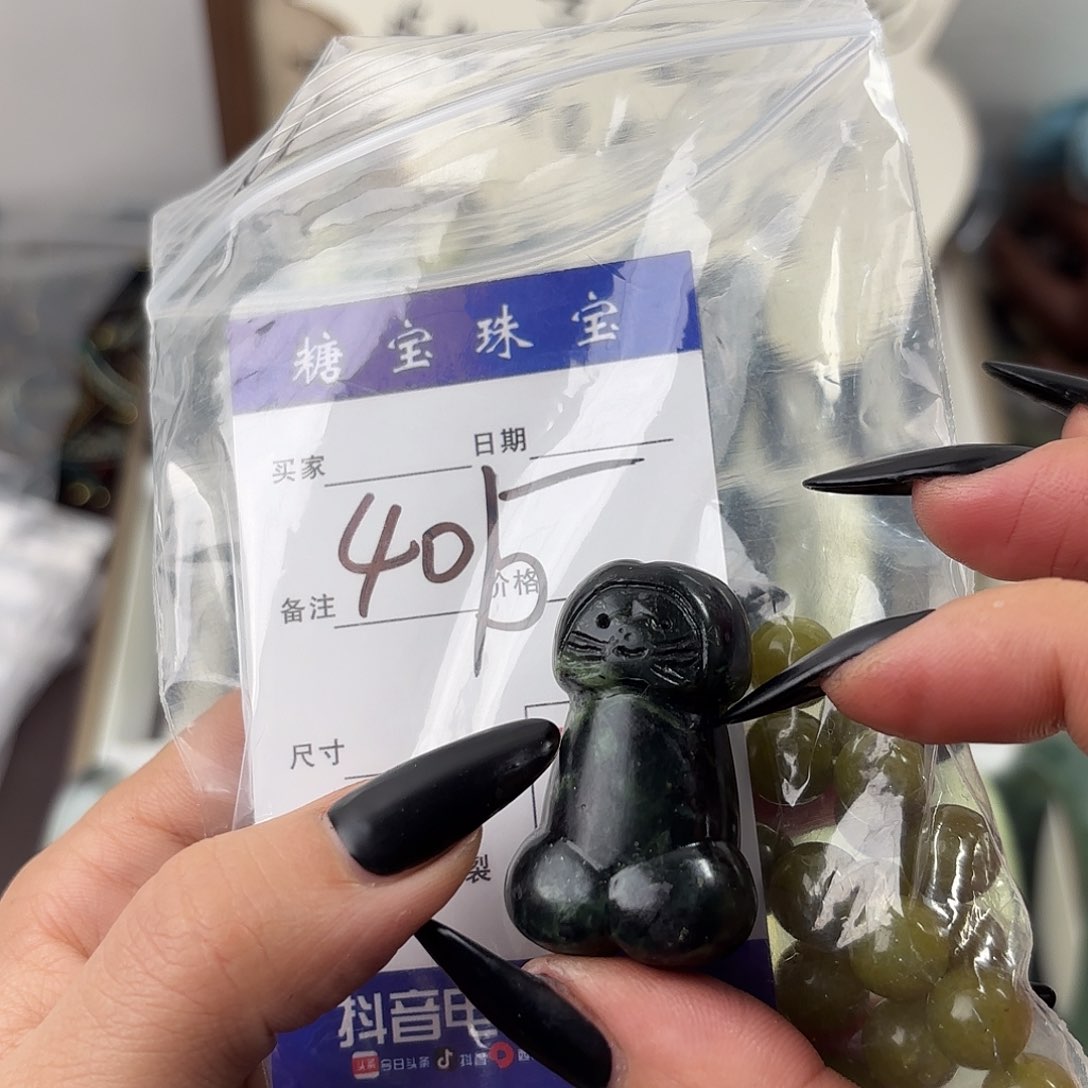 糖宝珠宝
买家 日期
405
备注 价格
尺寸
裂
抖音电
今日头条 抖音